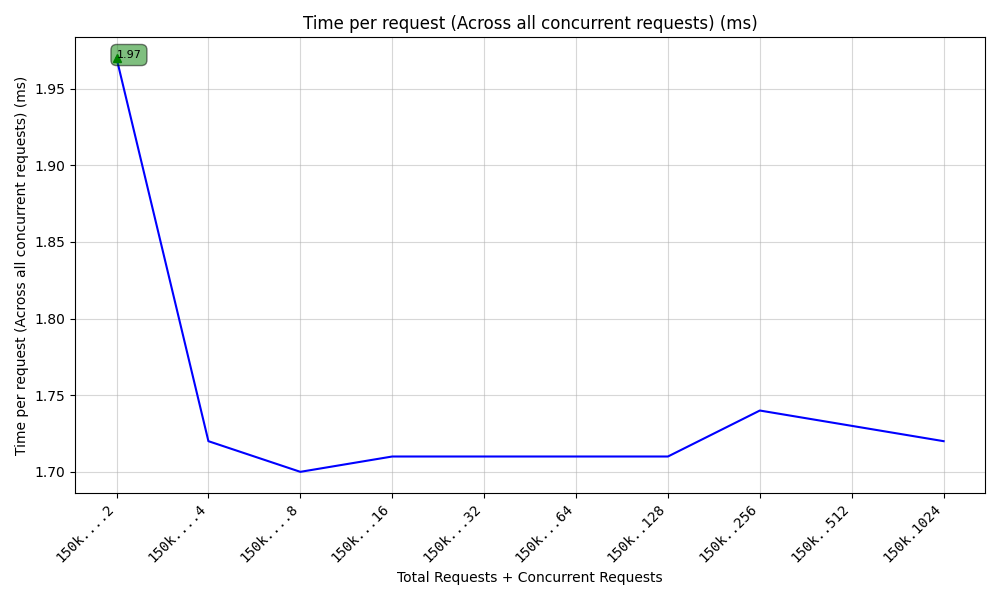 Time per request (Across all concurrent requests) (ms)
Time per request (Across all concurrent requests) (ms)
1.97
1.95
1.90
1.85
1.80
1.75
1.70
150k....2
150k....4
150k....8
150k...16
150k...32
150k...64
150k..128
150k..256
150k..512
150k.1024
Total Requests + Concurrent Requests